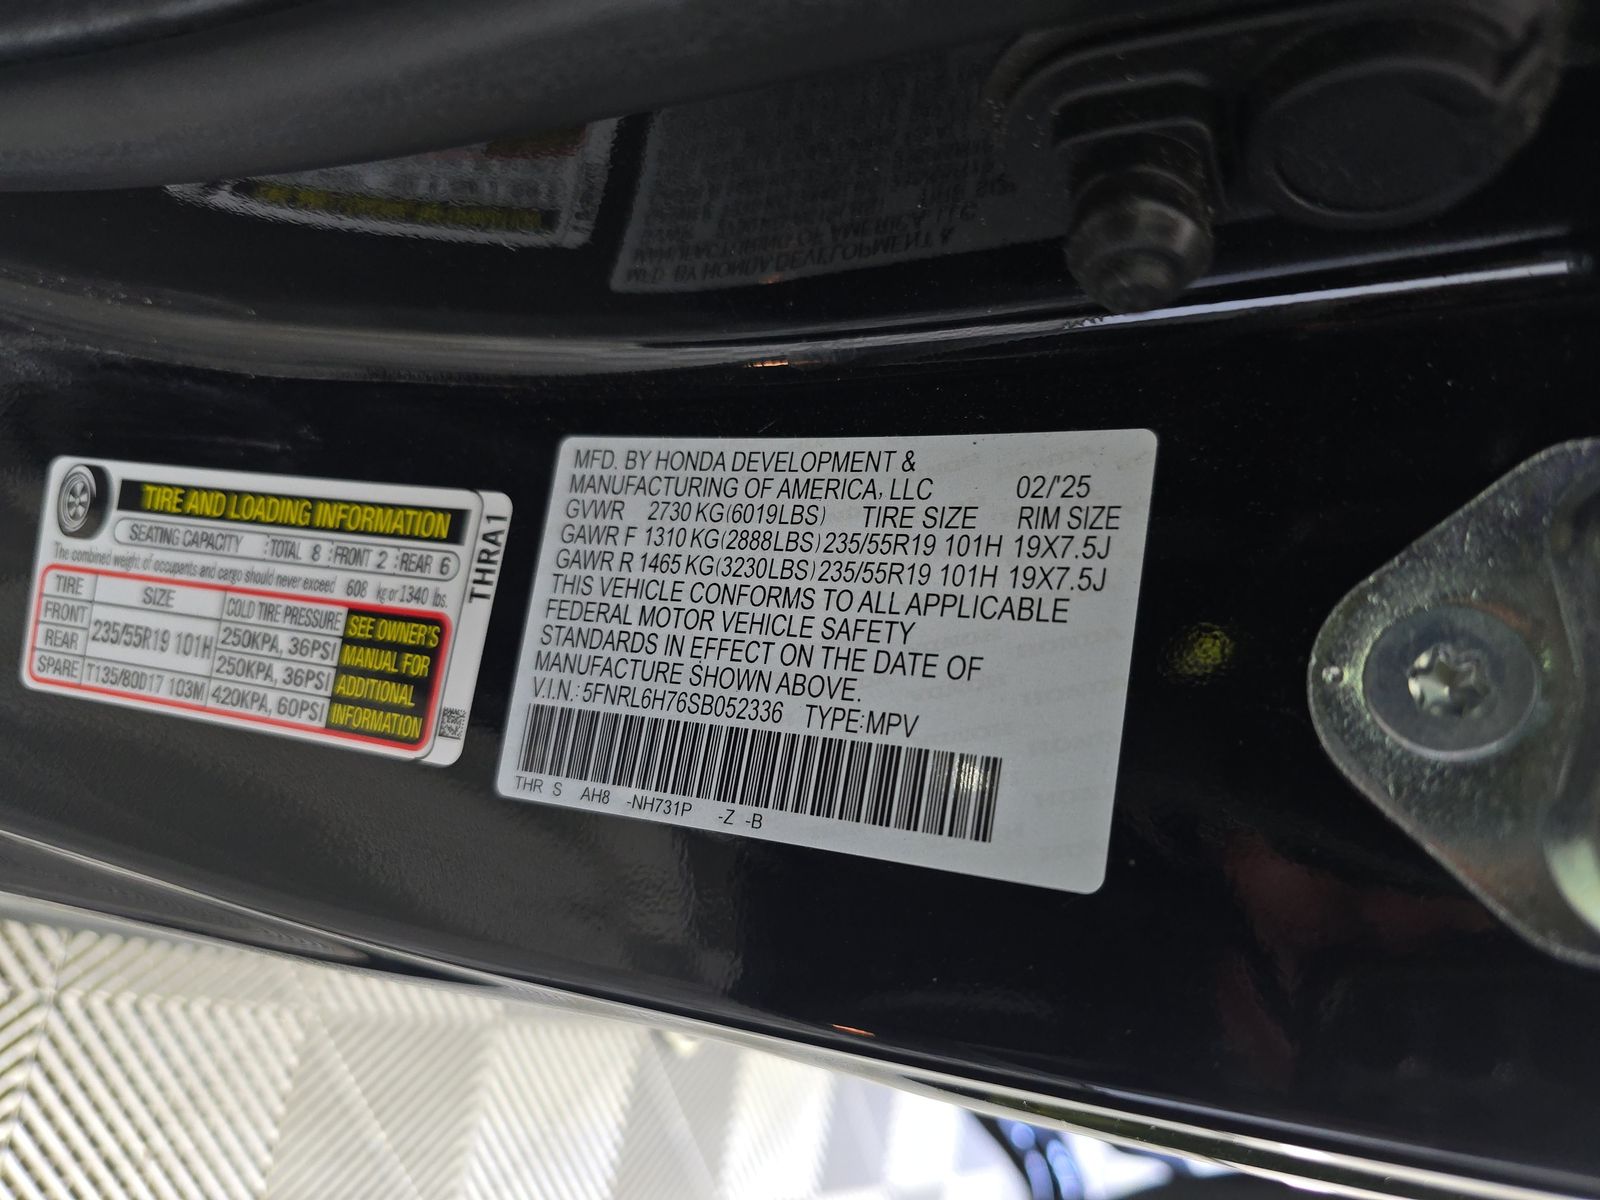 TIRE AND LOADING INFORMATION
SEATING CAPACITY :TOTAL 8 :FRONT 2 :REAR 6
The combined weight of occupants and cargo should never exceed 608 kg or 1340 lbs.
TIRE SIZE COLD TIRE PRESSURE
FRONT 235/55R19 101H 250KPA, 36PSI
REAR 250KPA, 36PSI
SPARE T135/80D17 103M 420KPA, 60PSI
SEE OWNER'S
MANUAL FOR
ADDITIONAL
INFORMATION
THRA1
MFD. BY HONDA DEVELOPMENT &
MANUFACTURING OF AMERICA, LLC 02/'25
GVWR 2730 KG(6019LBS) TIRE SIZE RIM SIZE
GAWR F 1310 KG(2888LBS) 235/55R19 101H 19X7.5J
GAWR R 1465 KG(3230LBS) 235/55R19 101H 19X7.5J
THIS VEHICLE CONFORMS TO ALL APPLICABLE
FEDERAL MOTOR VEHICLE SAFETY
STANDARDS IN EFFECT ON THE DATE OF
MANUFACTURE SHOWN ABOVE.
V.I.N.: 5FNRL6H76SB052336 TYPE:MPV
THR S AH8 -NH731P -Z -B